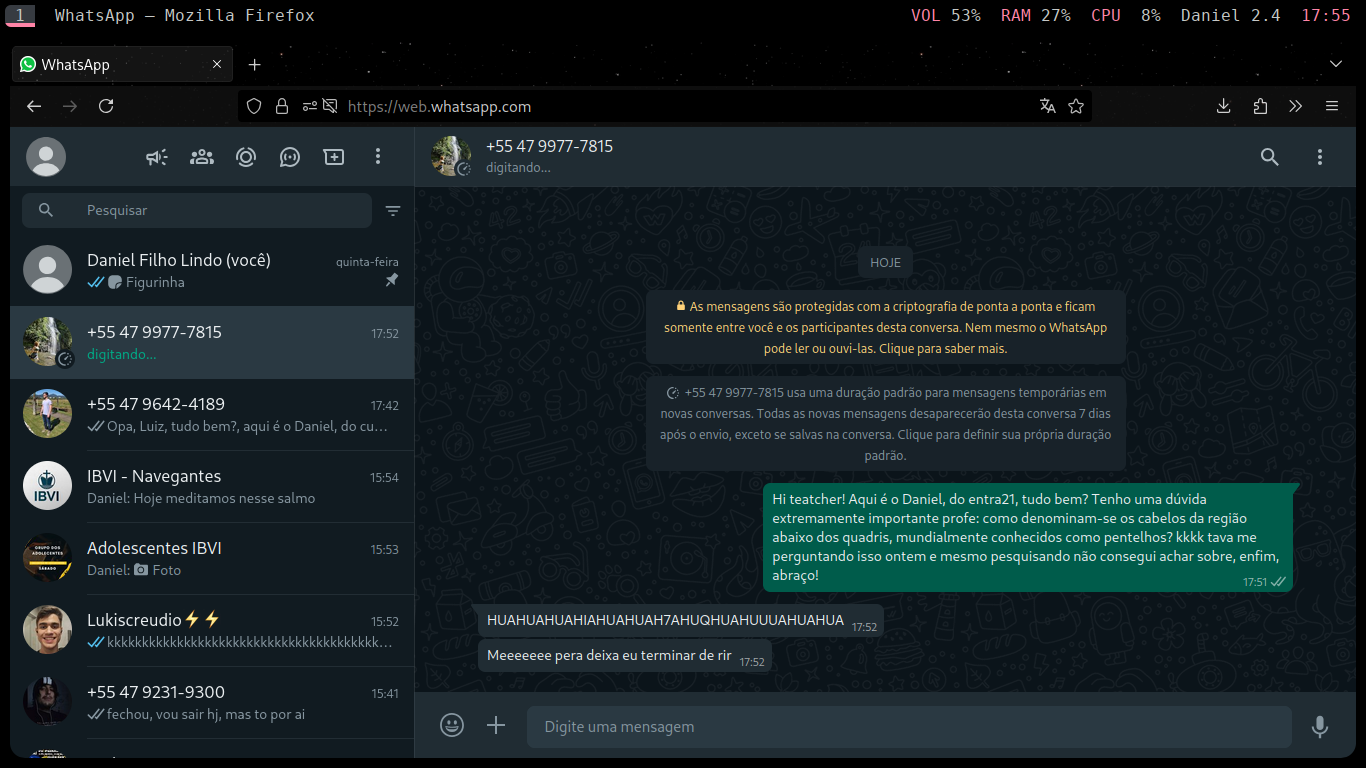 1 WhatsApp — Mozilla Firefox VOL 53% RAM 27% CPU 8% Daniel 2.4 17:55
WhatsApp
https://web.whatsapp.com
Pesquisar
Daniel Filho Lindo (você) quinta-feira
Figurinha
+55 47 9977-7815 17:52
digitando...
+55 47 9642-4189 17:42
Opa, Luiz, tudo bem?, aqui é o Daniel, do cu...
IBVI
IBVI - Navegantes 15:54
Daniel: Hoje meditamos nesse salmo
GRUPO DOS
ADOLESCENTES
SÁBADO
Adolescentes IBVI 15:53
Daniel: Foto
Lukiscreudio⚡⚡ 15:52
kkkkkkkkkkkkkkkkkkkkkkkkkkkkkkkkkkkkkkk...
+55 47 9231-9300 15:41
fechou, vou sair hj, mas to por ai
+55 47 9977-7815
digitando...
HOJE
As mensagens são protegidas com a criptografia de ponta a ponta e ficam
somente entre você e os participantes desta conversa. Nem mesmo o WhatsApp
pode ler ou ouvi-las. Clique para saber mais.
+55 47 9977-7815 usa uma duração padrão para mensagens temporárias em
novas conversas. Todas as novas mensagens desaparecerão desta conversa 7 dias
após o envio, exceto se salvas na conversa. Clique para definir sua própria duração
padrão.
Hi teatcher! Aqui é o Daniel, do entra21, tudo bem? Tenho uma dúvida
extremamente importante profe: como denominam-se os cabelos da região
abaixo dos quadris, mundialmente conhecidos como pentelhos? kkkk tava me
perguntando isso ontem e mesmo pesquisando não consegui achar sobre, enfim,
abraço! 17:51
HUAHUAHUAHIAHUAHUAH7AHUQHUAHUUUAHUAHUA 17:52
Meeeeeee pera deixa eu terminar de rir 17:52
Digite uma mensagem